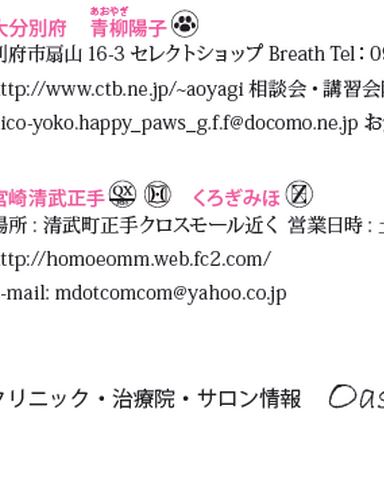 大分別府 青柳陽子
あおやぎ
別府市扇山 16-3 セレクトショップ Breath Tel : 09
ttp://www.ctb.ne.jp/~aoyagi 相談会・講習会
ico-yoko.happy_paws_g.f.f@docomo.ne.jp お
宮崎清武正手 QX くろぎみほ
場所 : 清武町正手クロスモール近く 営業日時 :
ttp://homoeomm.web.fc2.com/
-mail: mdotcomcom@yahoo.co.jp
クリニック・治療院・サロン情報 Oas